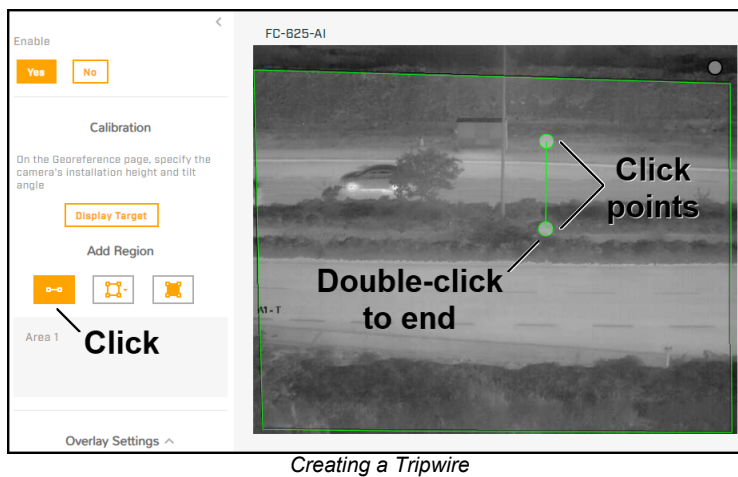 Enable
Yes
No
Calibration
On the Georeference page, specify the
camera's installation height and tilt
angle
Display Target
Add Region
Click
Area 1
Overlay Settings
FC-625-AI
Click
points
Double-click
to end
A1-T
Creating a Tripwire